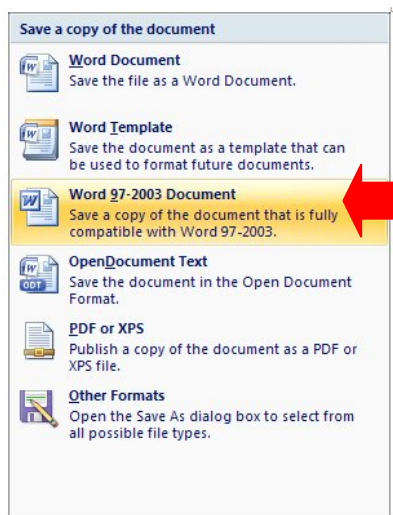 Save a copy of the document
Word Document
Save the file as a Word Document.
Word Template
Save the document as a template that can
be used to format future documents.
Word 97-2003 Document
Save a copy of the document that is fully
compatible with Word 97-2003.
OpenDocument Text
Save the document in the Open Document
Format.
ODT
PDF or XPS
Publish a copy of the document as a PDF or
XPS file.
Other Formats
Open the Save As dialog box to select from
all possible file types.